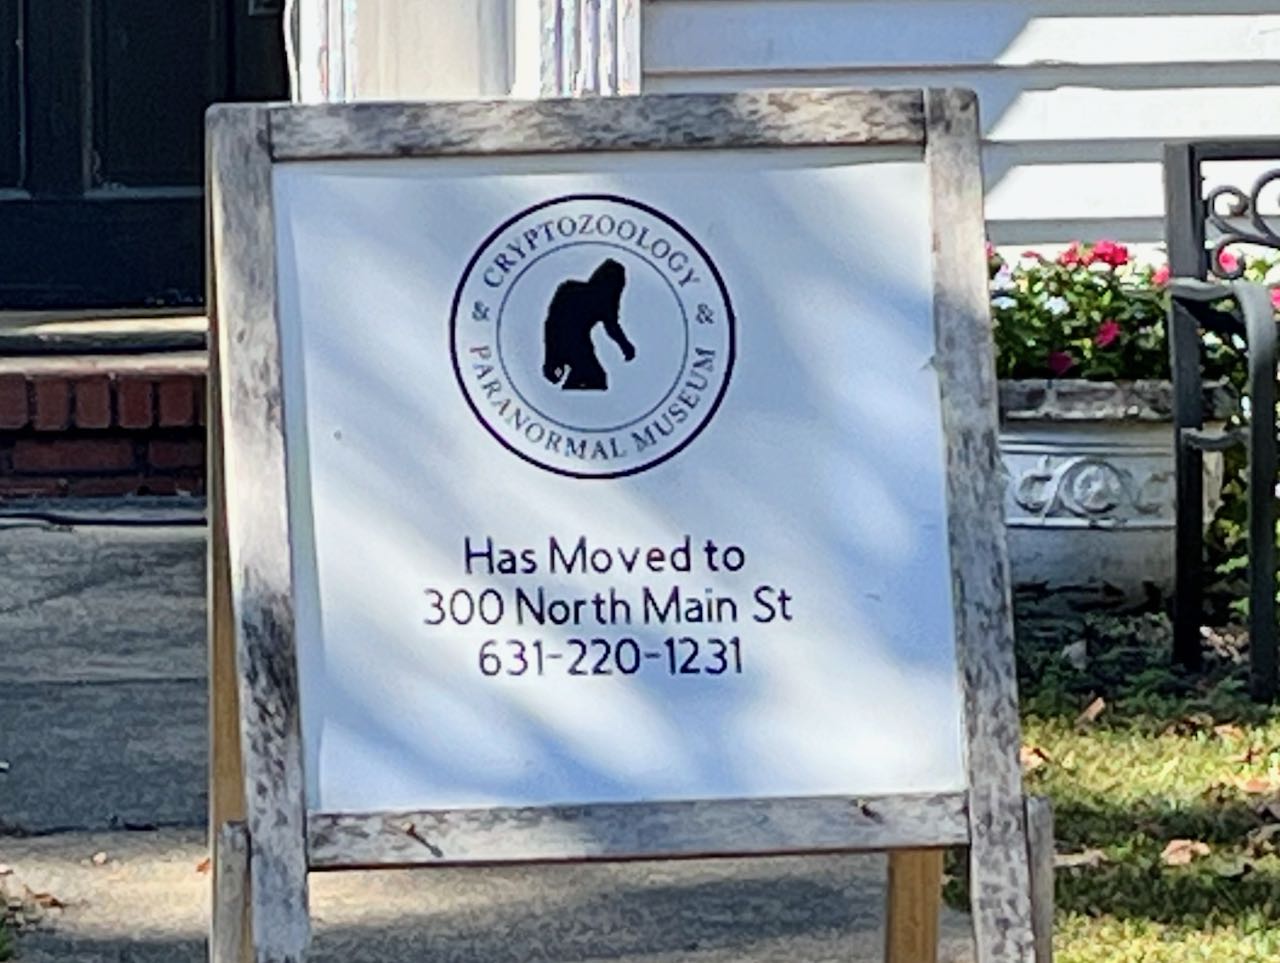 CRYPTOZOOLOGY
& PARANORMAL MUSEUM &
Has Moved to
300 North Main St
631-220-1231